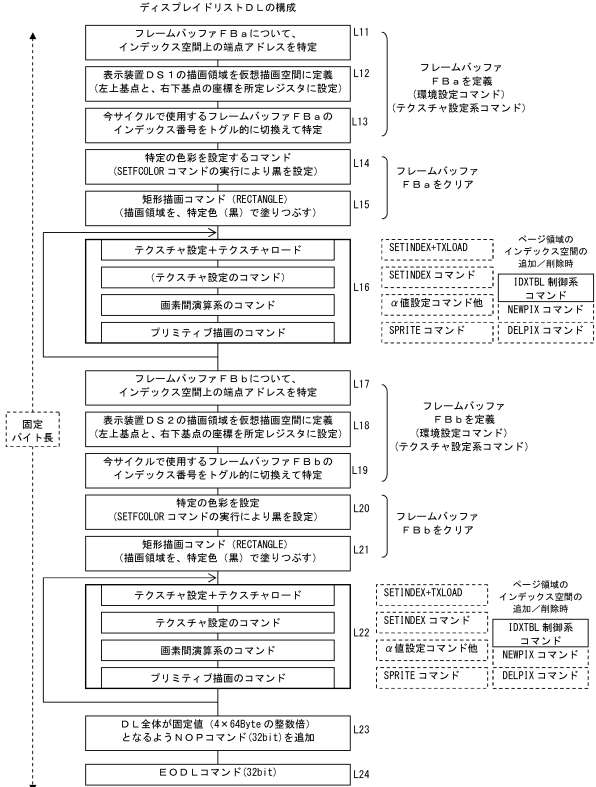 ディスプレイドリストＤＬの構成
フレームバッファＦＢａについて、
インデックス空間上の端点アドレスを特定
L11
表示装置ＤＳ１の描画領域を仮想描画空間に定義
(左上基点と、右下基点の座標を所定レジスタに設定)
L12
今サイクルで使用するフレームバッファＦＢａの
インデックス番号をトグル的に切換えて特定
L13
フレームバッファ
ＦＢａを定義
(環境設定コマンド)
(テクスチャ設定系コマンド)
特定の色彩を設定するコマンド
(SETFCOLORコマンドの実行により黒を設定)
L14
矩形描画コマンド (RECTANGLE)
(描画領域を、特定色（黒）で塗りつぶす)
L15
フレームバッファ
ＦＢａをクリア
テクスチャ設定＋テクスチャロード
(テクスチャ設定のコマンド)
画素間演算系のコマンド
プリミティブ描画のコマンド
L16
SETINDEX+TXLOAD
SETINDEX コマンド
α値設定コマンド他
SPRITE コマンド
ページ領域の
インデックス空間の
追加／削除時
IDXTBL 制御系
コマンド
NEWPIX コマンド
DELPIX コマンド
固定
バイト長
フレームバッファＦＢｂについて、
インデックス空間上の端点アドレスを特定
L17
表示装置ＤＳ２の描画領域を仮想描画空間に定義
(左上基点と、右下基点の座標を所定レジスタに設定)
L18
今サイクルで使用するフレームバッファＦＢｂの
インデックス番号をトグル的に切換えて特定
L19
フレームバッファ
ＦＢｂを定義
(環境設定コマンド)
(テクスチャ設定系コマンド)
特定の色彩を設定
(SETFCOLORコマンドの実行により黒を設定)
L20
矩形描画コマンド (RECTANGLE)
(描画領域を、特定色（黒）で塗りつぶす)
L21
フレームバッファ
ＦＢｂをクリア
テクスチャ設定＋テクスチャロード
テクスチャ設定のコマンド
画素間演算系のコマンド
プリミティブ描画のコマンド
L22
SETINDEX+TXLOAD
SETINDEX コマンド
α値設定コマンド他
SPRITE コマンド
ページ領域の
インデックス空間の
追加／削除時
IDXTBL 制御系
コマンド
NEWPIX コマンド
DELPIX コマンド
ＤＬ全体が固定値（4×64Byteの整数倍）
となるようＮＯＰコマンド(32bit)を追加
L23
ＥＯＤＬコマンド(32bit)
L24